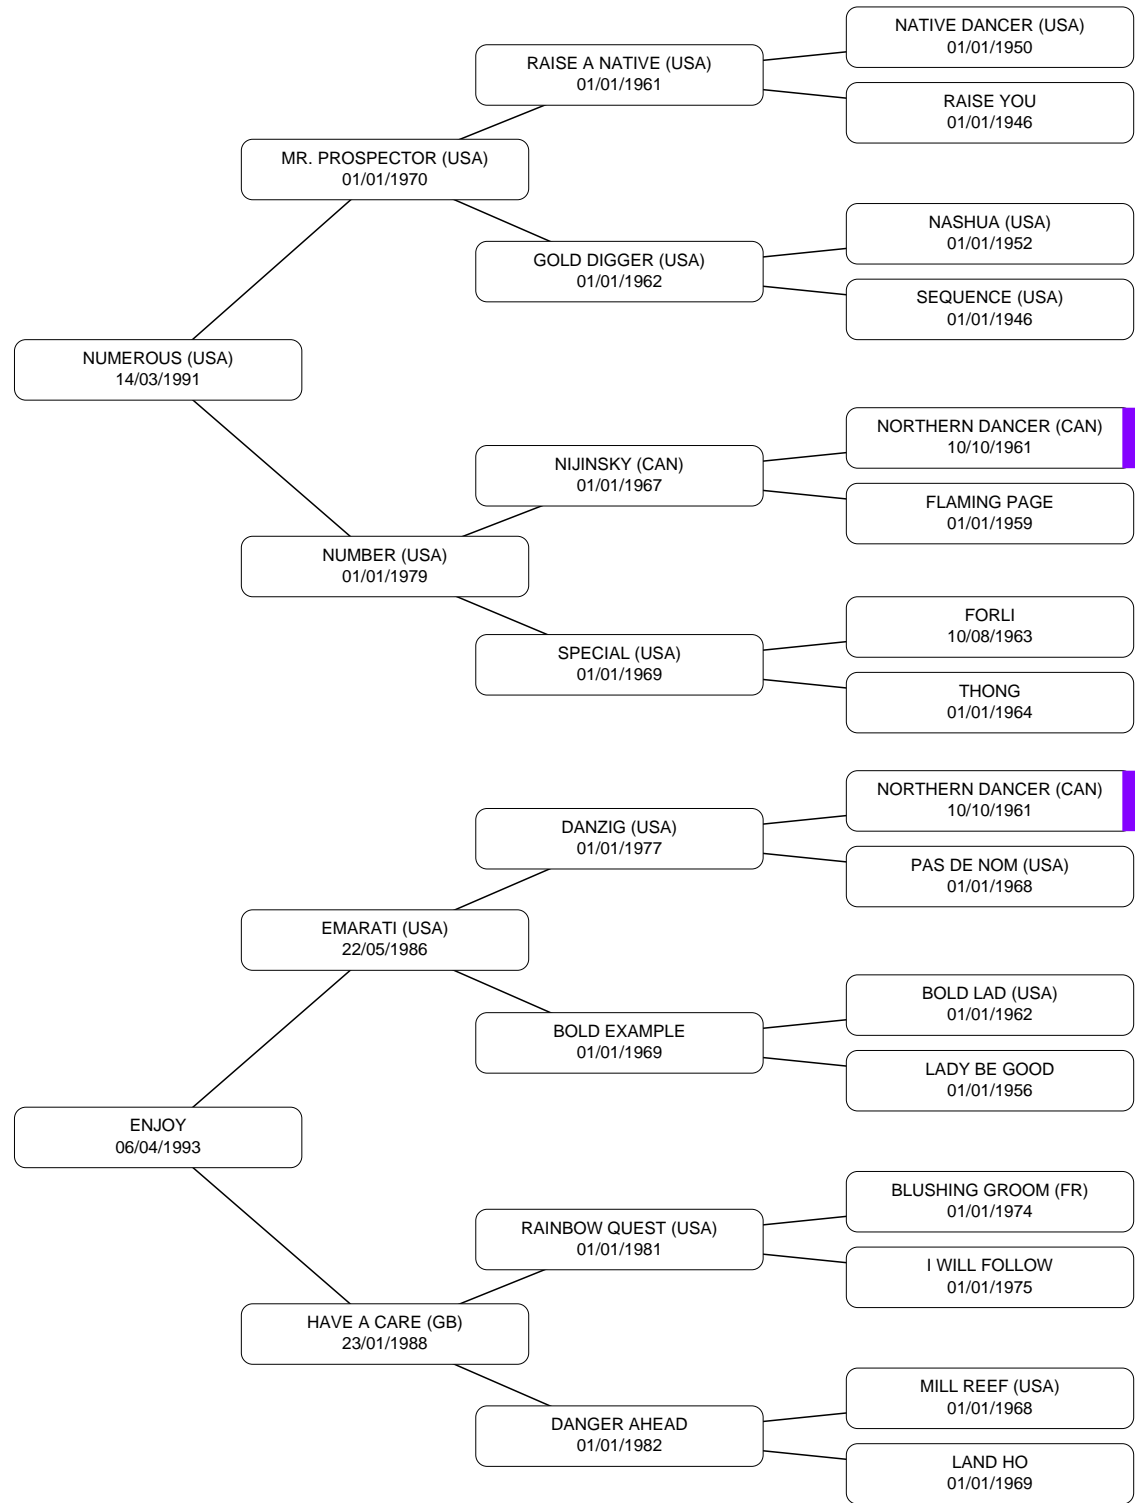 NATIVE DANCER (USA)
01/01/1950
RAISE A NATIVE (USA)
01/01/1961
RAISE YOU
01/01/1946
MR. PROSPECTOR (USA)
01/01/1970
NASHUA (USA)
01/01/1952
GOLD DIGGER (USA)
01/01/1962
SEQUENCE (USA)
01/01/1946
NUMEROUS (USA)
14/03/1991
NORTHERN DANCER (CAN)
10/10/1961
NIJINSKY (CAN)
01/01/1967
FLAMING PAGE
01/01/1959
NUMBER (USA)
01/01/1979
FORLI
10/08/1963
SPECIAL (USA)
01/01/1969
THONG
01/01/1964
NORTHERN DANCER (CAN)
10/10/1961
DANZIG (USA)
01/01/1977
PAS DE NOM (USA)
01/01/1968
EMARATI (USA)
22/05/1986
BOLD LAD (USA)
01/01/1962
BOLD EXAMPLE
01/01/1969
LADY BE GOOD
01/01/1956
ENJOY
06/04/1993
BLUSHING GROOM (FR)
01/01/1974
RAINBOW QUEST (USA)
01/01/1981
I WILL FOLLOW
01/01/1975
HAVE A CARE (GB)
23/01/1988
MILL REEF (USA)
01/01/1968
DANGER AHEAD
01/01/1982
LAND HO
01/01/1969